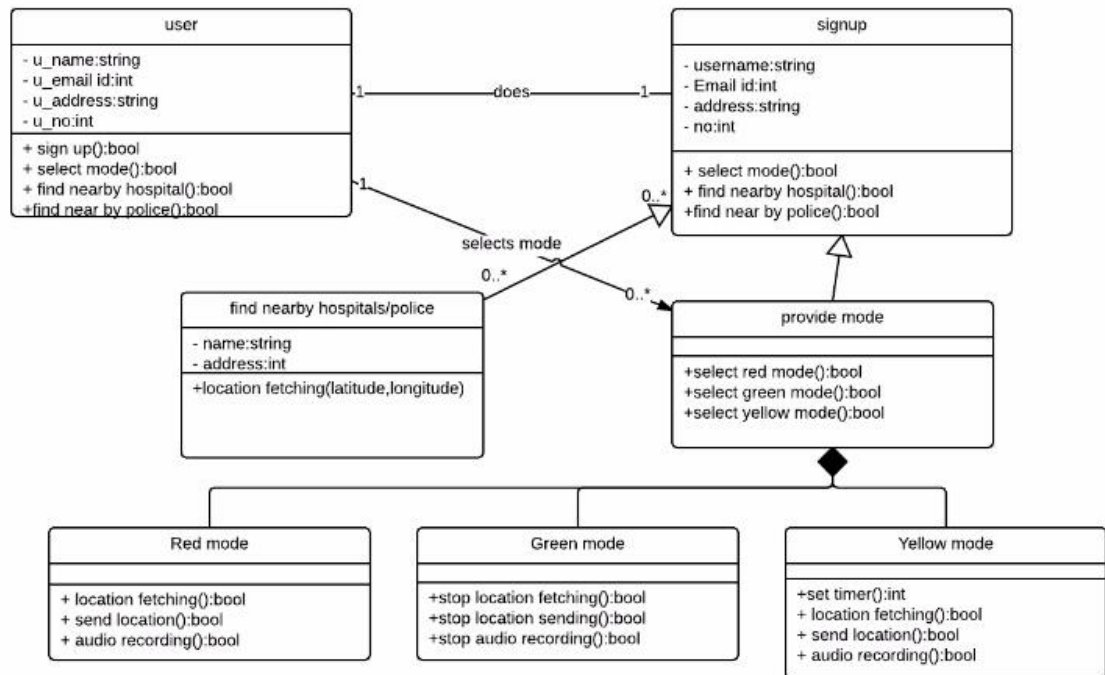 user
- u_name:string
- u_email id:int
- u_address:string
- u_no:int
+ sign up():bool
+ select mode():bool
+ find nearby hospital():bool
+find near by police():bool
1
does
1
signup
- username:string
- Email id:int
- address:string
- no:int
+ select mode():bool
+ find nearby hospital():bool
+find near by police():bool
1
0..*
selects mode
0..*
0..*
find nearby hospitals/police
- name:string
- address:int
+location fetching(latitude,longitude)
provide mode
+select red mode():bool
+select green mode():bool
+select yellow mode():bool
Red mode
+ location fetching():bool
+ send location():bool
+ audio recording():bool
Green mode
+stop location fetching():bool
+stop location sending():bool
+stop audio recording():bool
Yellow mode
+set timer():int
+ location fetching():bool
+ send location():bool
+ audio recording():bool